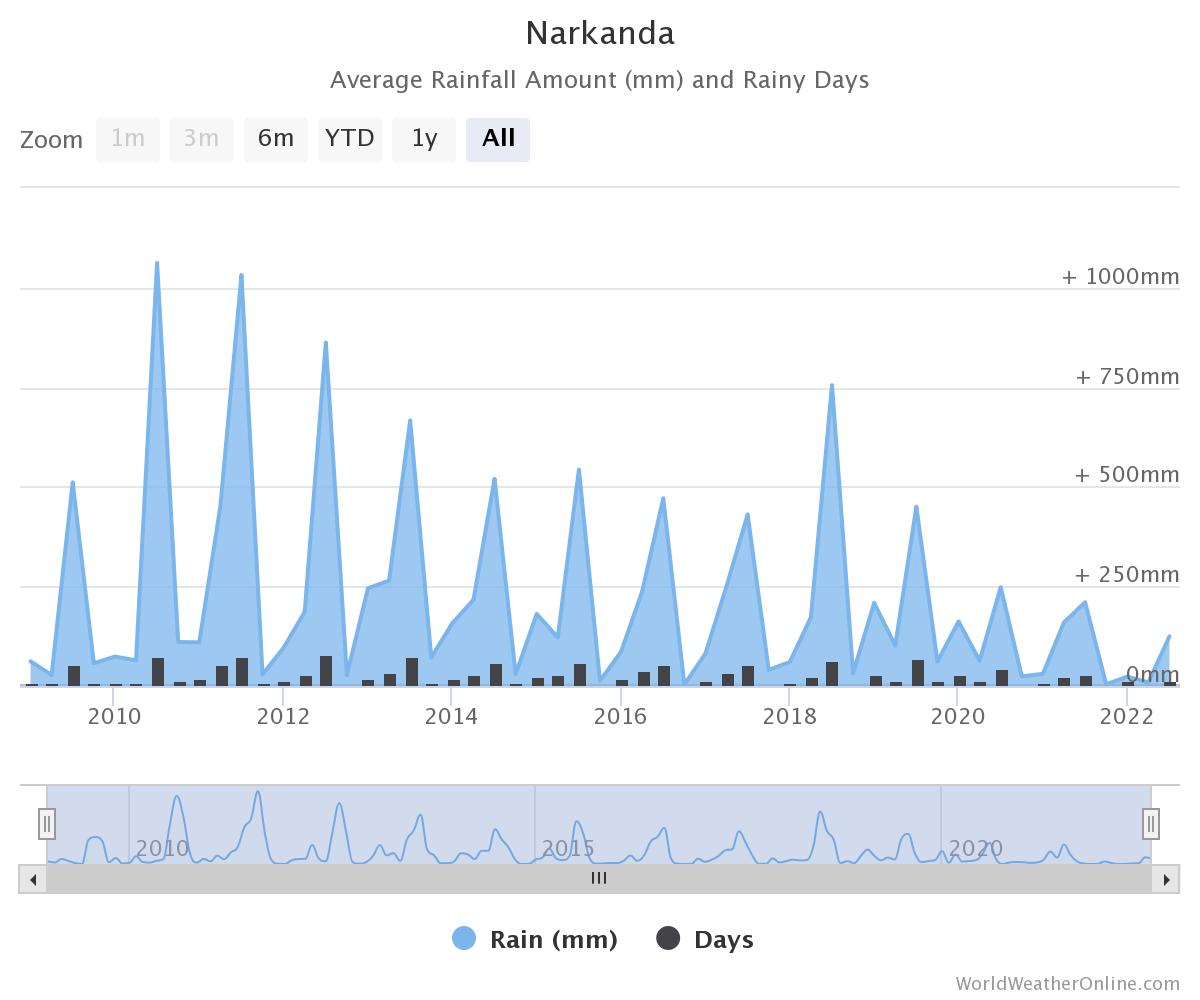 Narkanda
Average Rainfall Amount (mm) and Rainy Days
Zoom 1m 3m 6m YTD 1y All
+ 1000mm
+ 750mm
+ 500mm
+ 250mm
0mm
2010 2012 2014 2016 2018 2020 2022
2010 2015 2020
Rain (mm) Days
WorldWeatherOnline.com